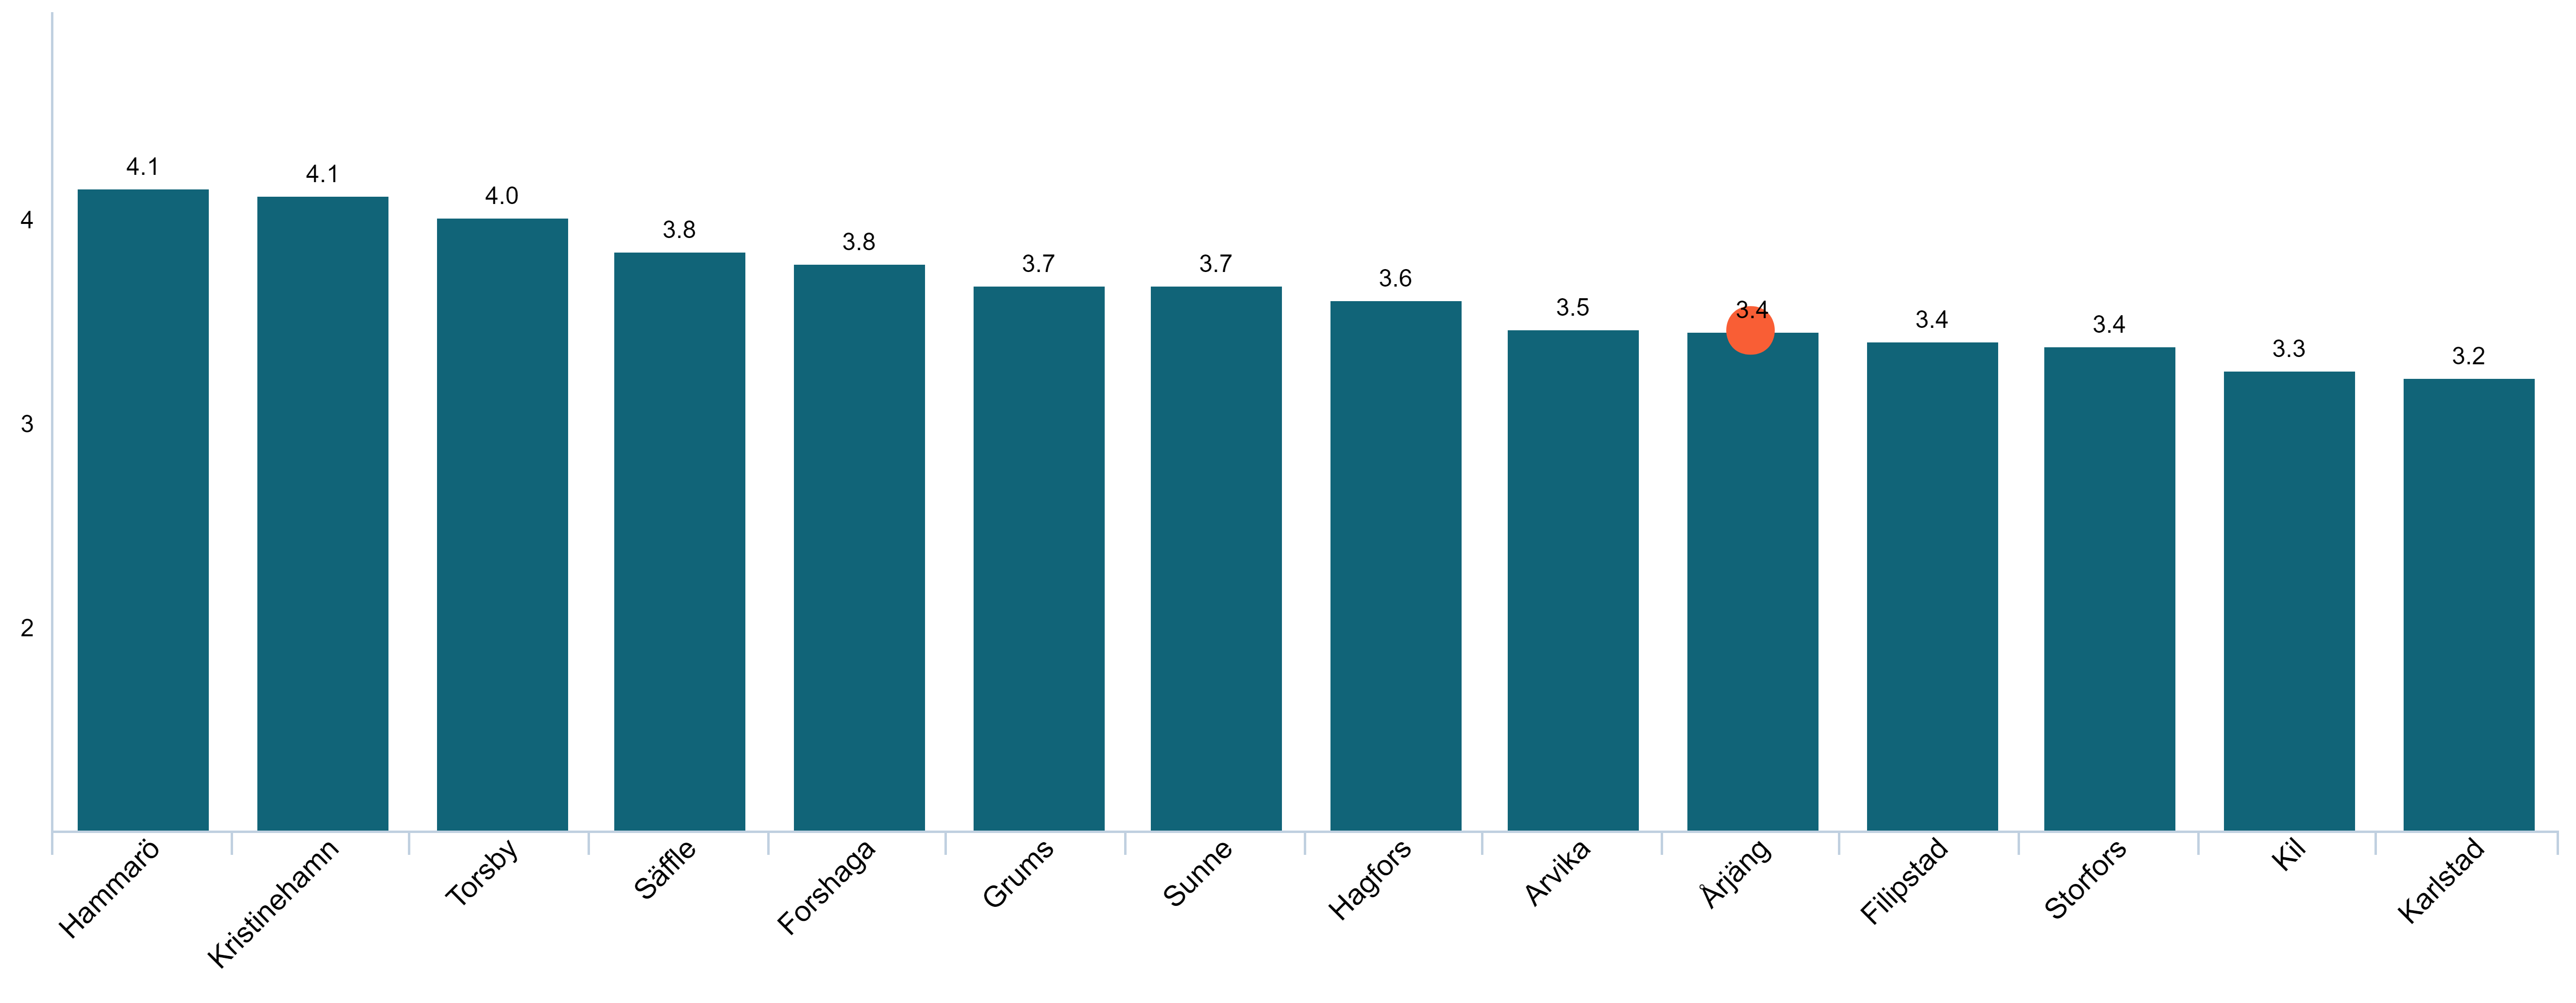 4.1
4.1
4.0
3.8
3.8
3.7
3.7
3.6
3.5
3.4
3.4
3.4
3.3
3.2
4
3
2
Hammarö
Kristinehamn
Torsby
Säffle
Forshaga
Grums
Sunne
Hagfors
Arvika
Årjäng
Filipstad
Storfors
Kil
Karlstad